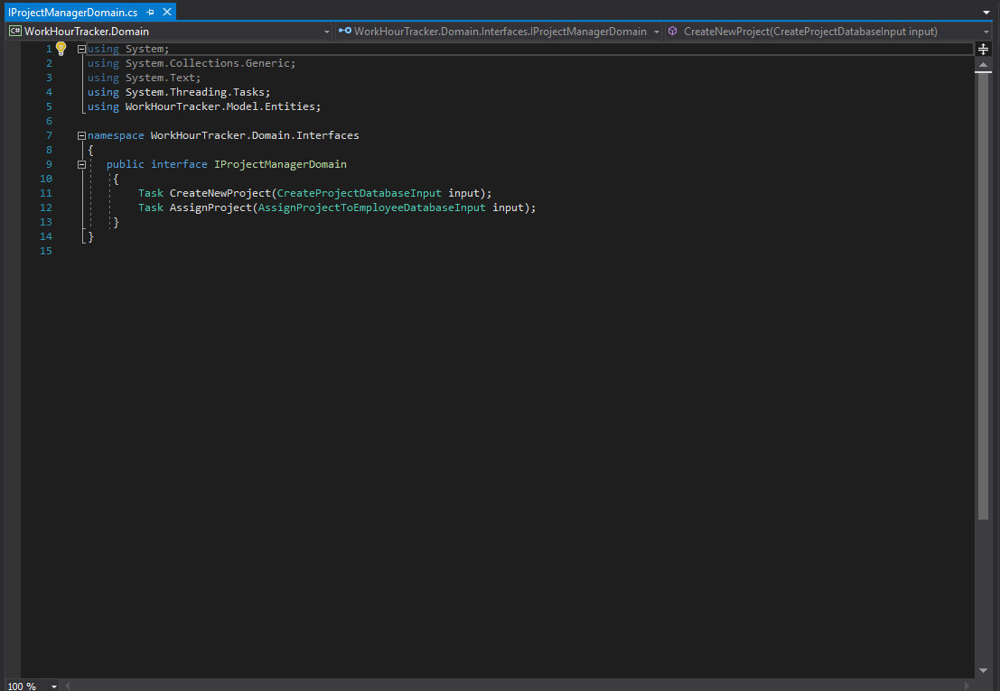 IProjectManagerDomain.cs
C# WorkHourTracker.Domain WorkHourTracker.Domain.Interfaces.IProjectManagerDomain CreateNewProject(CreateProjectDatabaseInput input)
1 using System;
2 using System.Collections.Generic;
3 using System.Text;
4 using System.Threading.Tasks;
5 using WorkHourTracker.Model.Entities;
6
7 namespace WorkHourTracker.Domain.Interfaces
8 {
9 public interface IProjectManagerDomain
10 {
11 Task CreateNewProject(CreateProjectDatabaseInput input);
12 Task AssignProject(AssignProjectToEmployeeDatabaseInput input);
13 }
14 }
15
100 %